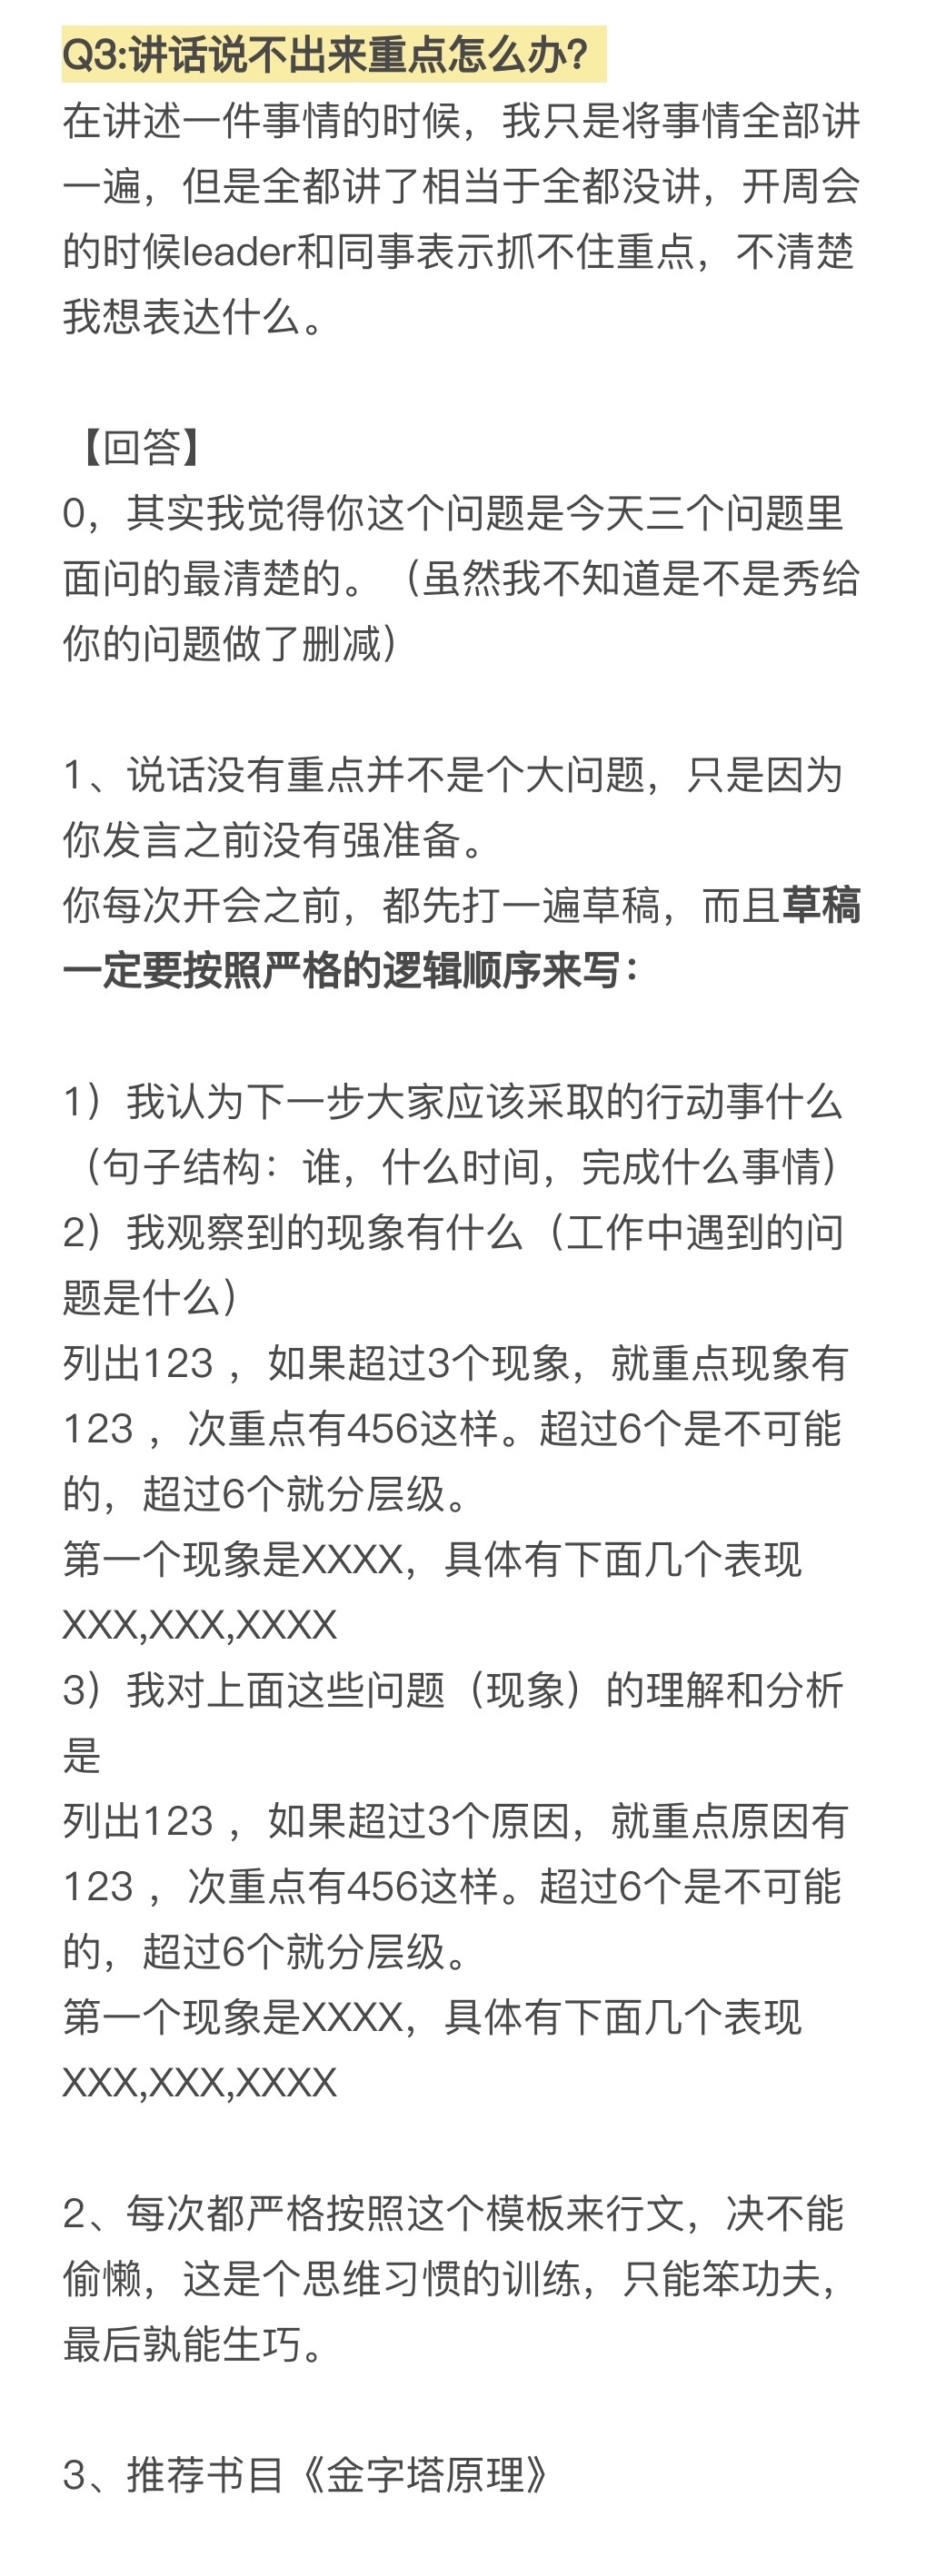 Q3:讲话说不出来重点怎么办？
在讲述一件事情的时候，我只是将事情全部讲
一遍，但是全都讲了相当于全都没讲，开周会
的时候leader和同事表示抓不住重点，不清楚
我想表达什么。
【回答】
0，其实我觉得你这个问题是今天三个问题里
面问的最清楚的。（虽然我不知道是不是秀给
你的问题做了删减）
1、说话没有重点并不是个大问题，只是因为
你发言之前没有强准备。
你每次开会之前，都先打一遍草稿，而且草稿
一定要按照严格的逻辑顺序来写：
1）我认为下一步大家应该采取的行动事什么
（句子结构：谁，什么时间，完成什么事情）
2）我观察到的现象有什么（工作中遇到的问
题是什么）
列出123 ，如果超过3个现象，就重点现象有
123 ，次重点有456这样。超过6个是不可能
的，超过6个就分层级。
第一个现象是XXXX，具体有下面几个表现
XXX,XXX,XXXX
3）我对上面这些问题（现象）的理解和分析
是
列出123 ，如果超过3个原因，就重点原因有
123 ，次重点有456这样。超过6个是不可能
的，超过6个就分层级。
第一个现象是XXXX，具体有下面几个表现
XXX,XXX,XXXX
2、每次都严格按照这个模板来行文，决不能
偷懒，这是个思维习惯的训练，只能笨功夫，
最后孰能生巧。
3、推荐书目《金字塔原理》